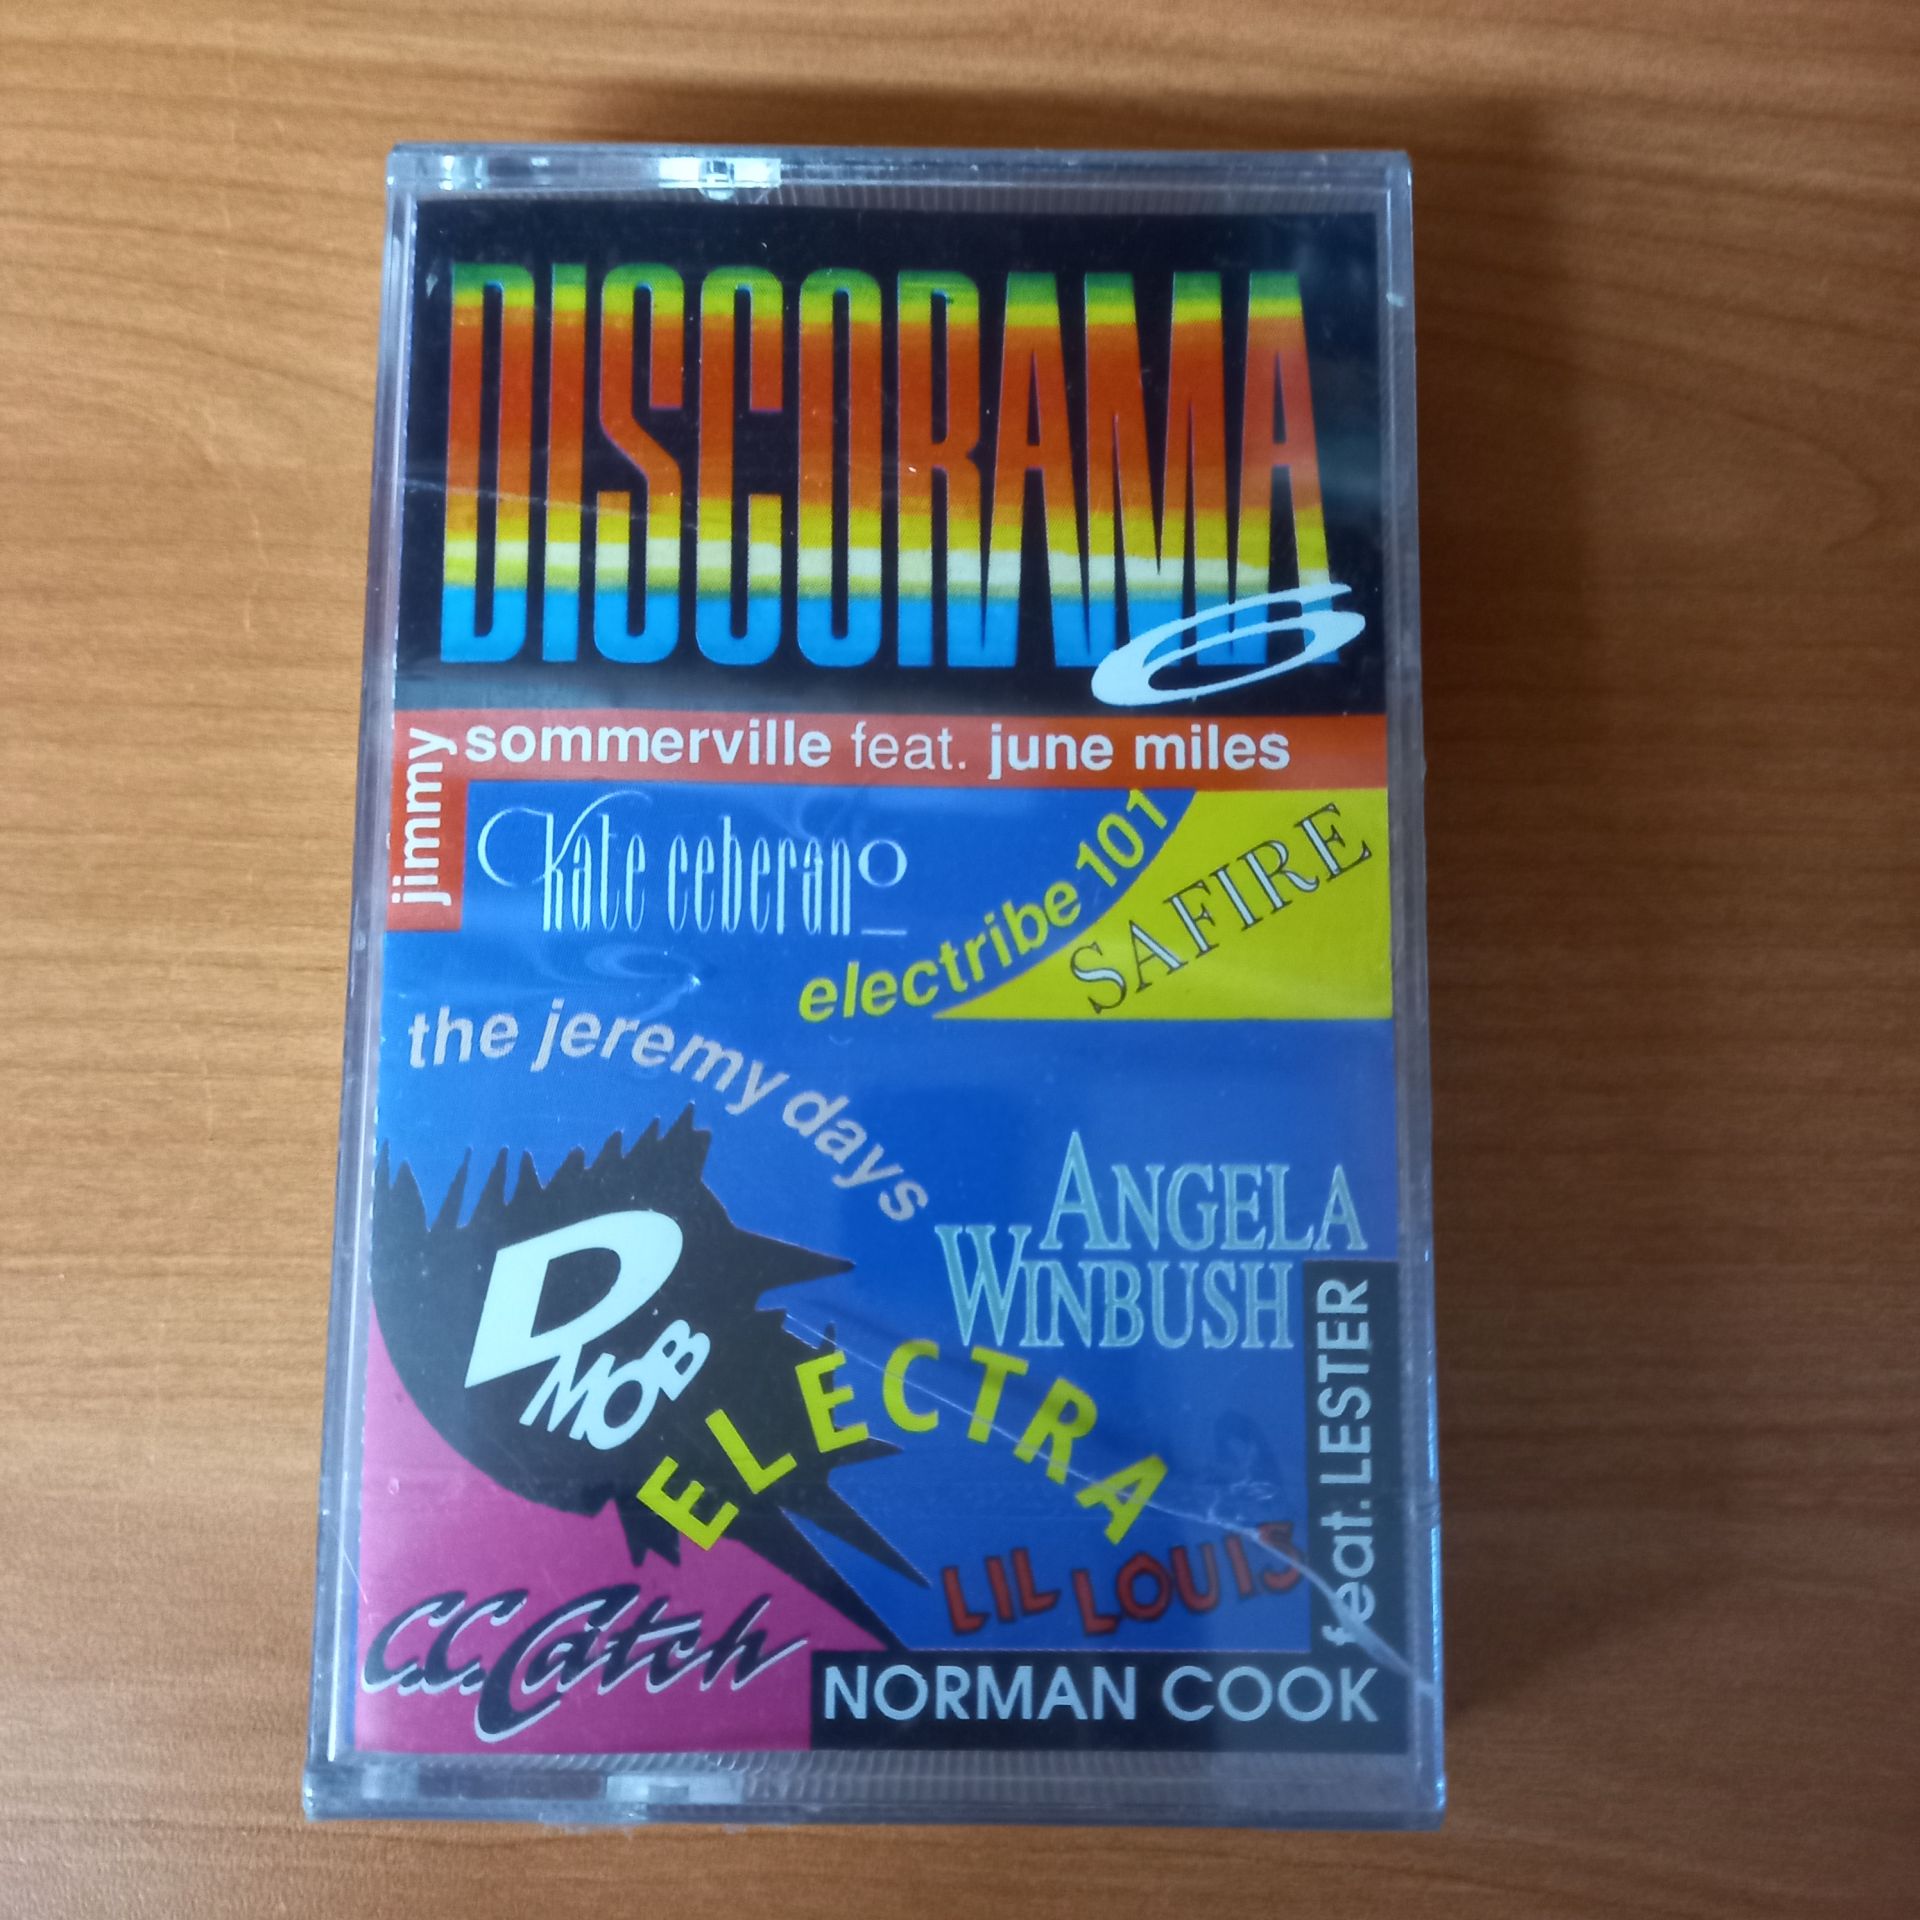 DISCORAMA
6
jimmy sommerville feat. june miles
kate ceberano
electribe 101
SAFIRE
the jeremy days
ANGELA
WINBUSH
D
MOB
ELECTRA
LIL LOUIS
C.C. Catch
NORMAN COOK
feat. LESTER